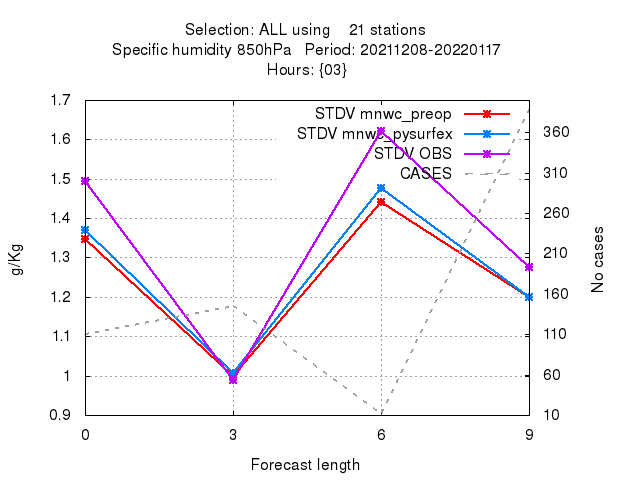 Selection: ALL using    21 stations
Specific humidity 850hPa   Period: 20211208-20220117
Hours: {03}
STDV mnwc_preop
STDV mnwc_pysurfex
STDV OBS
CASES
1.7
1.6
1.5
1.4
1.3
1.2
1.1
1
0.9
g/Kg
360
310
260
210
160
110
60
10
No cases
0 3 6 9
Forecast length